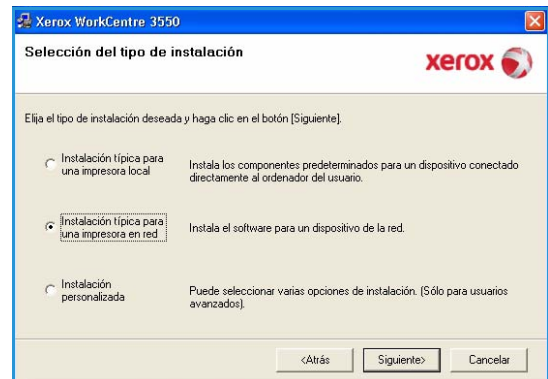 Xerox WorkCentre 3550
Selección del tipo de instalación
xerox
Elija el tipo de instalación deseada y haga clic en el botón [Siguiente].
Instalación típica para
una impresora local
Instala los componentes predeterminados para un dispositivo conectado
directamente al ordenador del usuario.
Instalación típica para
una impresora en red
Instala el software para un dispositivo de la red.
Instalación
personalizada
Puede seleccionar varias opciones de instalación. (Sólo para usuarios
avanzados).
<Atrás
Siguiente>
Cancelar